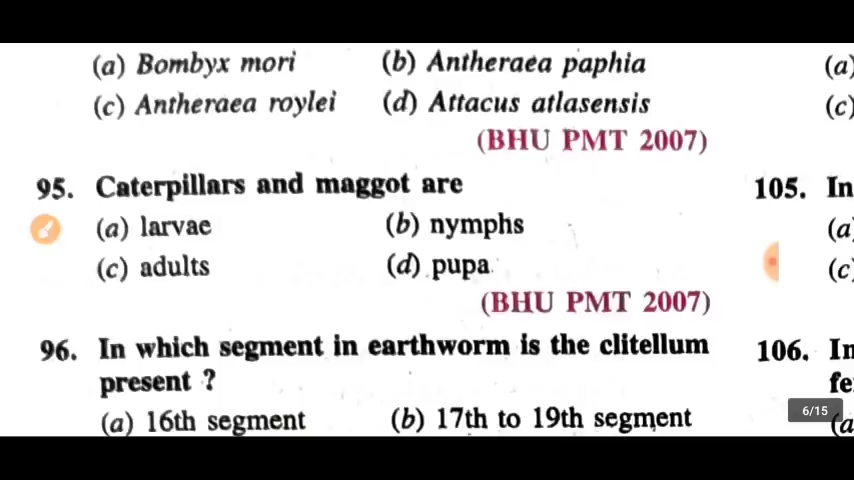 (a) Bombyx mori (b) Antheraea paphia
(c) Antheraea roylei (d) Attacus atlasensis
(BHU PMT 2007)
95. Caterpillars and maggot are
(a) larvae (b) nymphs
(c) adults (d) pupa
(BHU PMT 2007)
96. In which segment in earthworm is the clitellum
present ?
(a) 16th segment (b) 17th to 19th segment
(a)
(c)
105. In
(a)
(c)
106. In
fe
(a
6/15